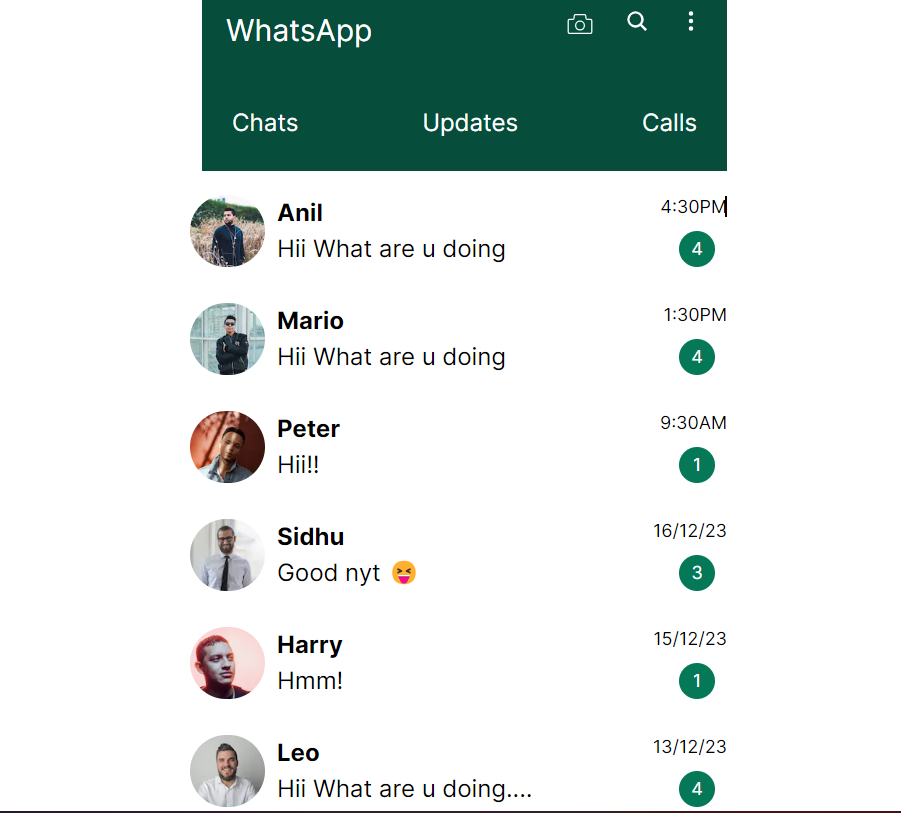 WhatsApp
Chats Updates Calls
Anil 4:30PM
Hii What are u doing 4
Mario 1:30PM
Hii What are u doing 4
Peter 9:30AM
Hii!! 1
Sidhu 16/12/23
Good nyt 😝 3
Harry 15/12/23
Hmm! 1
Leo 13/12/23
Hii What are u doing.... 4